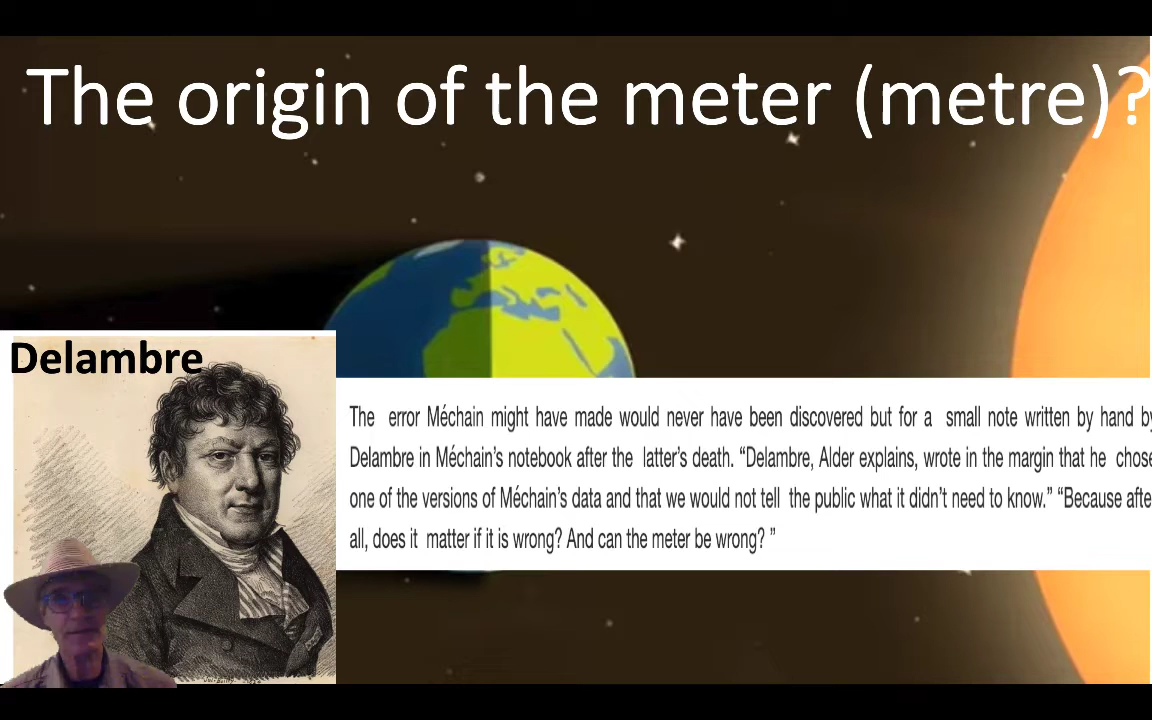 The origin of the meter (metre)?
Delambre
The error Méchain might have made would never have been discovered but for a small note written by hand by
Delambre in Méchain's notebook after the latter's death. “Delambre, Alder explains, wrote in the margin that he chose
one of the versions of Méchain's data and that we would not tell the public what it didn't need to know.” “Because afte
all, does it matter if it is wrong? And can the meter be wrong? ”